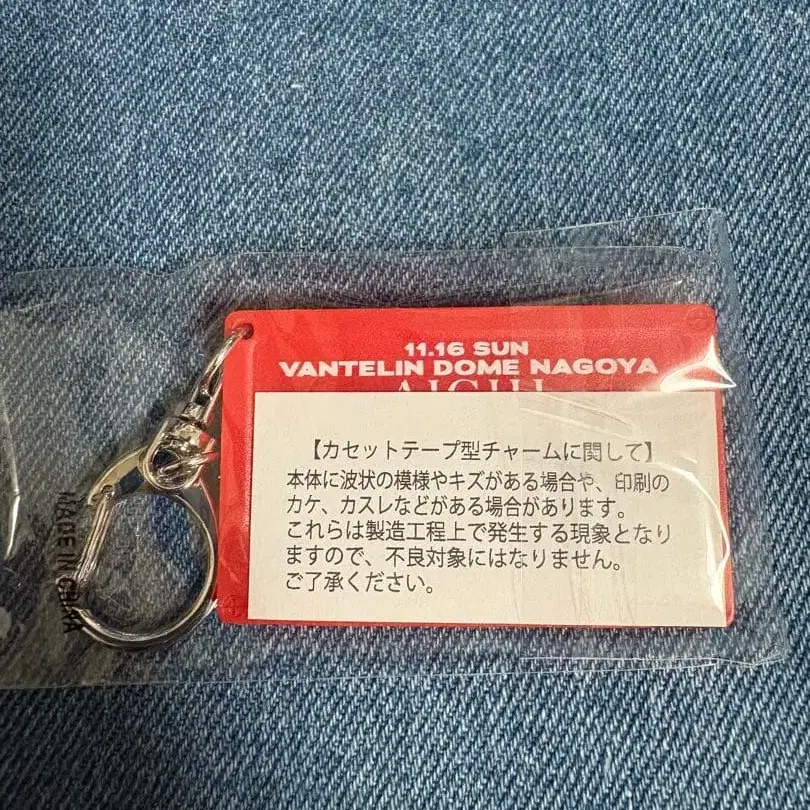 11.16 SUN
VANTELIN DOME NAGOYA
AICHI
【カセットテープ型チャームに関して】
本体に波状の模様やキズがある場合や、印刷の
カケ、カスレなどがある場合があります。
これらは製造工程上で発生する現象となり
ますので、不良対象にはなりません。
ご了承ください。
MADE IN CHINA